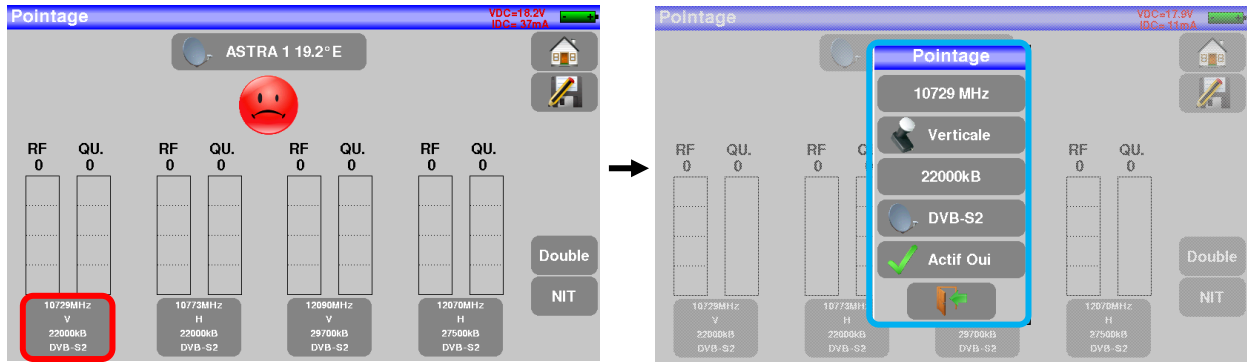 Pointage
VDC=18.2V
IDC= 37mA
ASTRA 1 19.2°E
RF QU. RF QU. RF QU. RF QU.
0 0 0 0 0 0 0 0
Double
NIT
10729MHz
V
22000kB
DVB-S2
10773MHz
H
22000kB
DVB-S2
12090MHz
V
29700kB
DVB-S2
12070MHz
H
27500kB
DVB-S2
Pointage
VDC=17.9V
IDC= 11mA
Pointage
10729 MHz
Verticale
22000kB
DVB-S2
Actif Oui
RF QU. RF RF QU.
0 0 0 0 0
Double
NIT
10729MHz
V
22000kB
DVB-S2
H
22000kB
DVB-S2
29700kB
DVB-S2
12070MHz
H
27500kB
DVB-S2